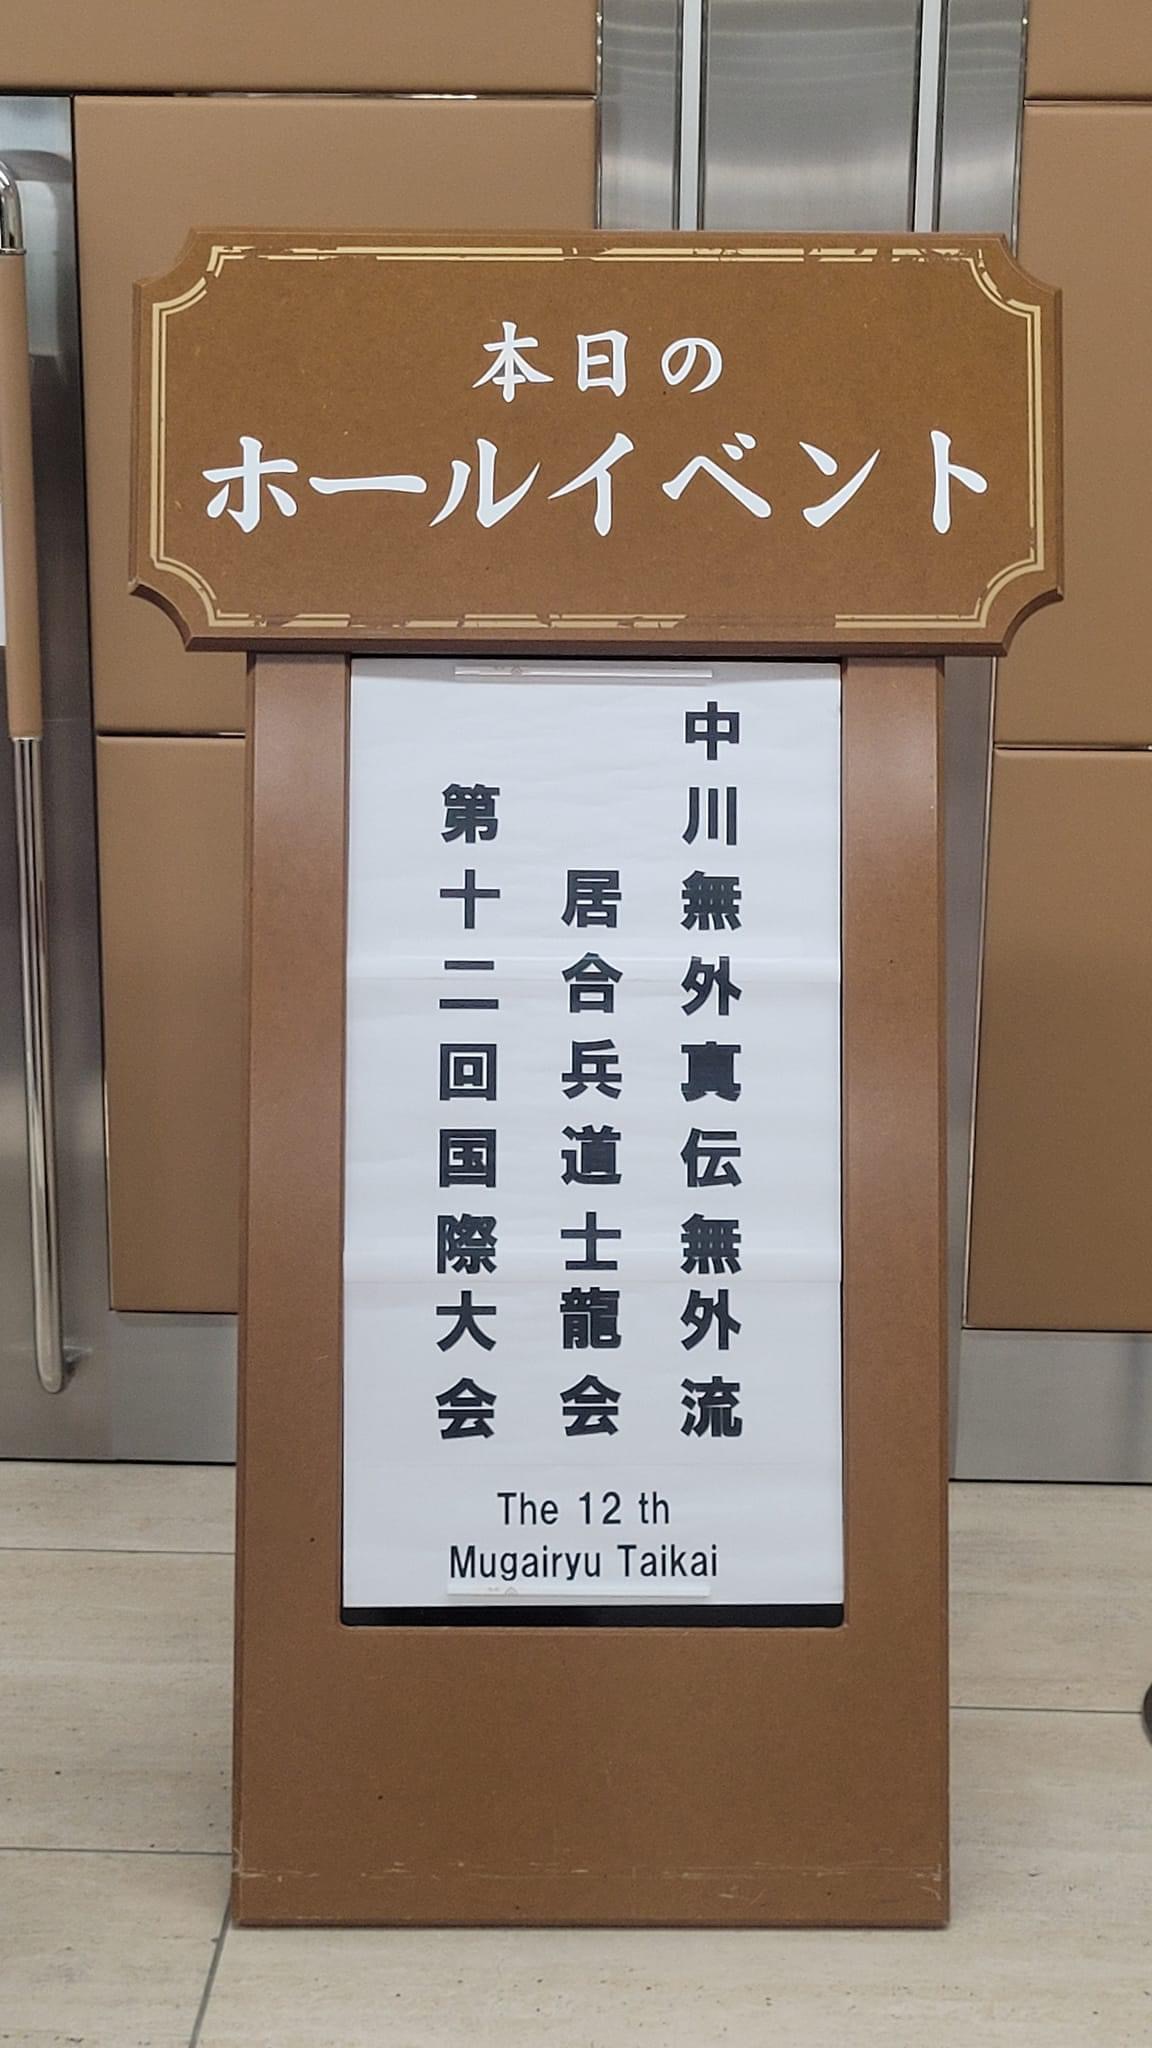 本日の
ホールイベント
中川無外真伝無外流
居合兵道士龍会
第十二回国際大会
The 12 th
Mugairyu Taikai